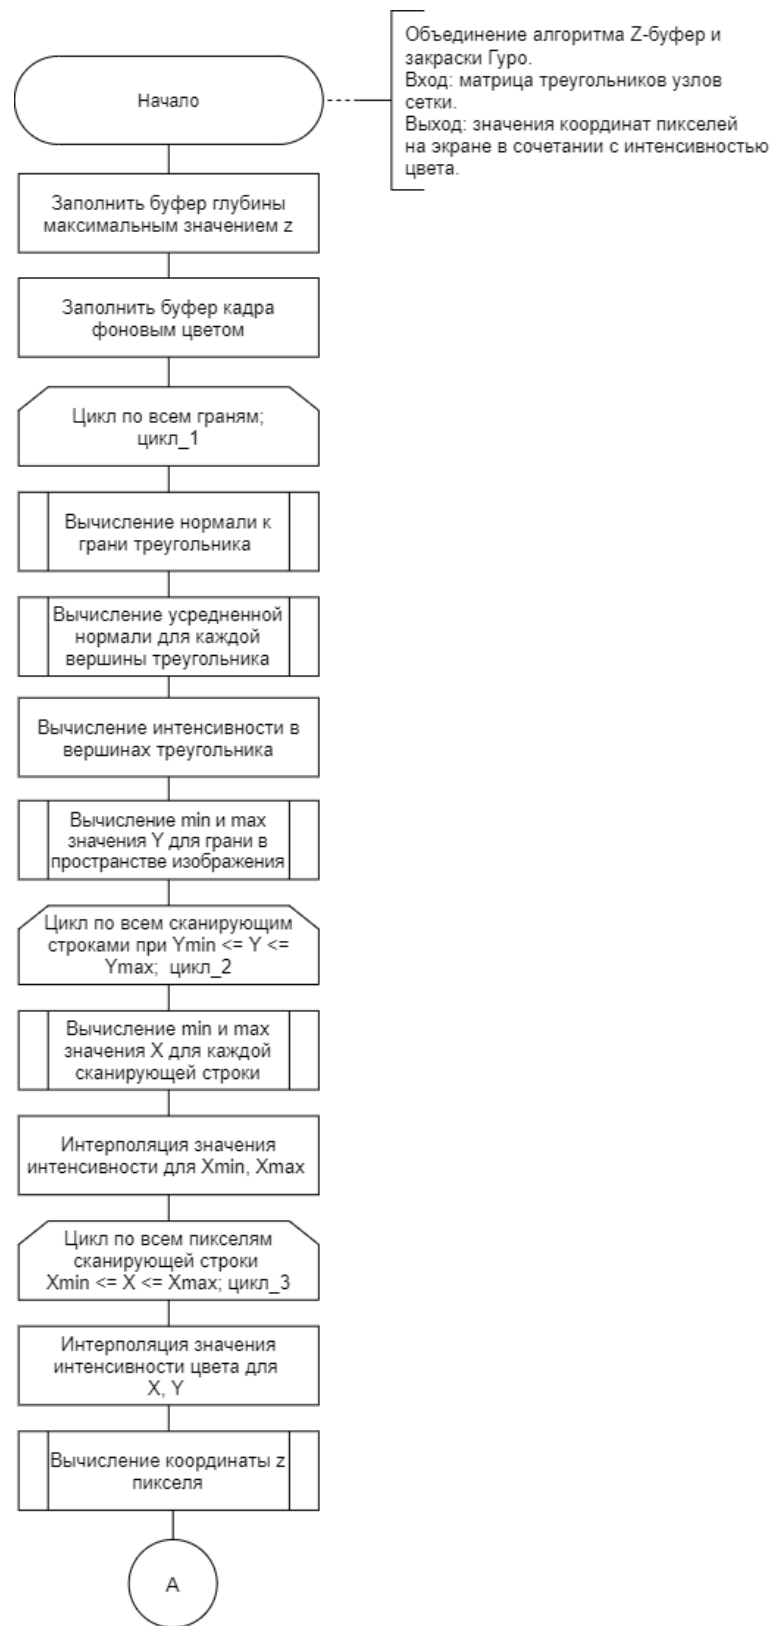 Объединение алгоритма Z-буфер и
закраски Гуро.
Вход: матрица треугольников узлов
сетки.
Выход: значения координат пикселей
на экране в сочетании с интенсивностью
цвета.
Начало
Заполнить буфер глубины
максимальным значением z
Заполнить буфер кадра
фоновым цветом
Цикл по всем граням;
цикл_1
Вычисление нормали к
грани треугольника
Вычисление усредненной
нормали для каждой
вершины треугольника
Вычисление интенсивности в
вершинах треугольника
Вычисление min и max
значения Y для грани в
пространстве изображения
Цикл по всем сканирующим
строками при Ymin <= Y <=
Ymax; цикл_2
Вычисление min и max
значения X для каждой
сканирующей строки
Интерполяция значения
интенсивности для Xmin, Xmax
Цикл по всем пикселям
сканирующей строки
Xmin <= X <= Xmax; цикл_3
Интерполяция значения
интенсивности цвета для
X, Y
Вычисление координаты z
пикселя
A